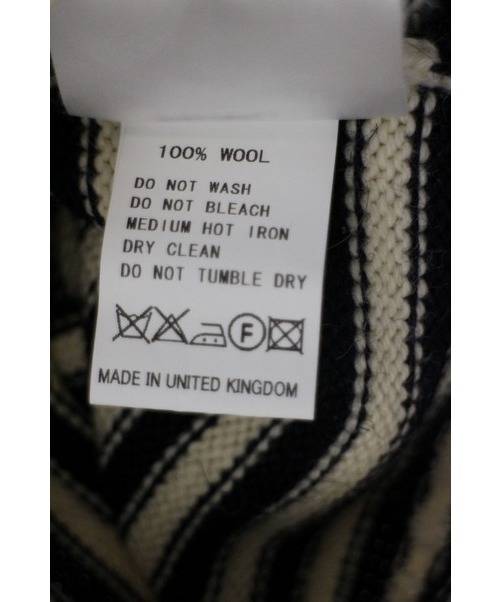 100% WOOL
DO NOT WASH
DO NOT BLEACH
MEDIUM HOT IRON
DRY CLEAN
DO NOT TUMBLE DRY
F
MADE IN UNITED KINGDOM